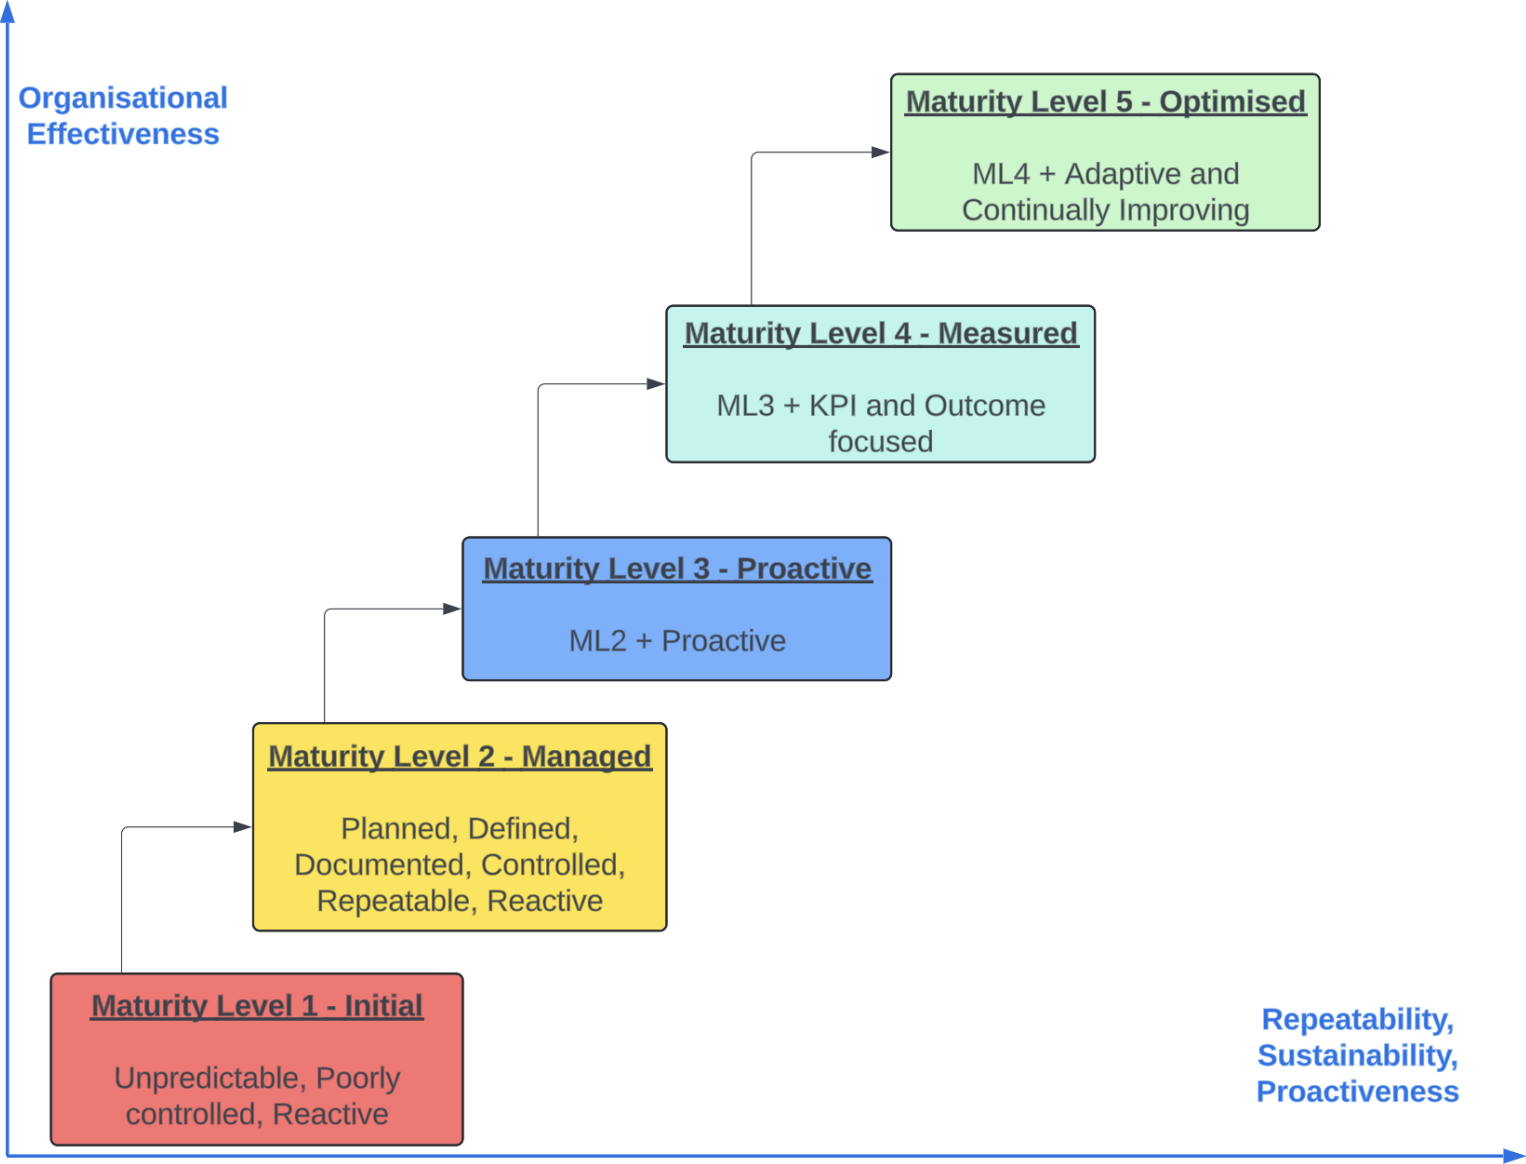 Organisational
Effectiveness
Maturity Level 5 - Optimised
ML4 + Adaptive and
Continually Improving
Maturity Level 4 - Measured
ML3 + KPI and Outcome
focused
Maturity Level 3 - Proactive
ML2 + Proactive
Maturity Level 2 - Managed
Planned, Defined,
Documented, Controlled,
Repeatable, Reactive
Maturity Level 1 - Initial
Unpredictable, Poorly
controlled, Reactive
Repeatability,
Sustainability,
Proactiveness